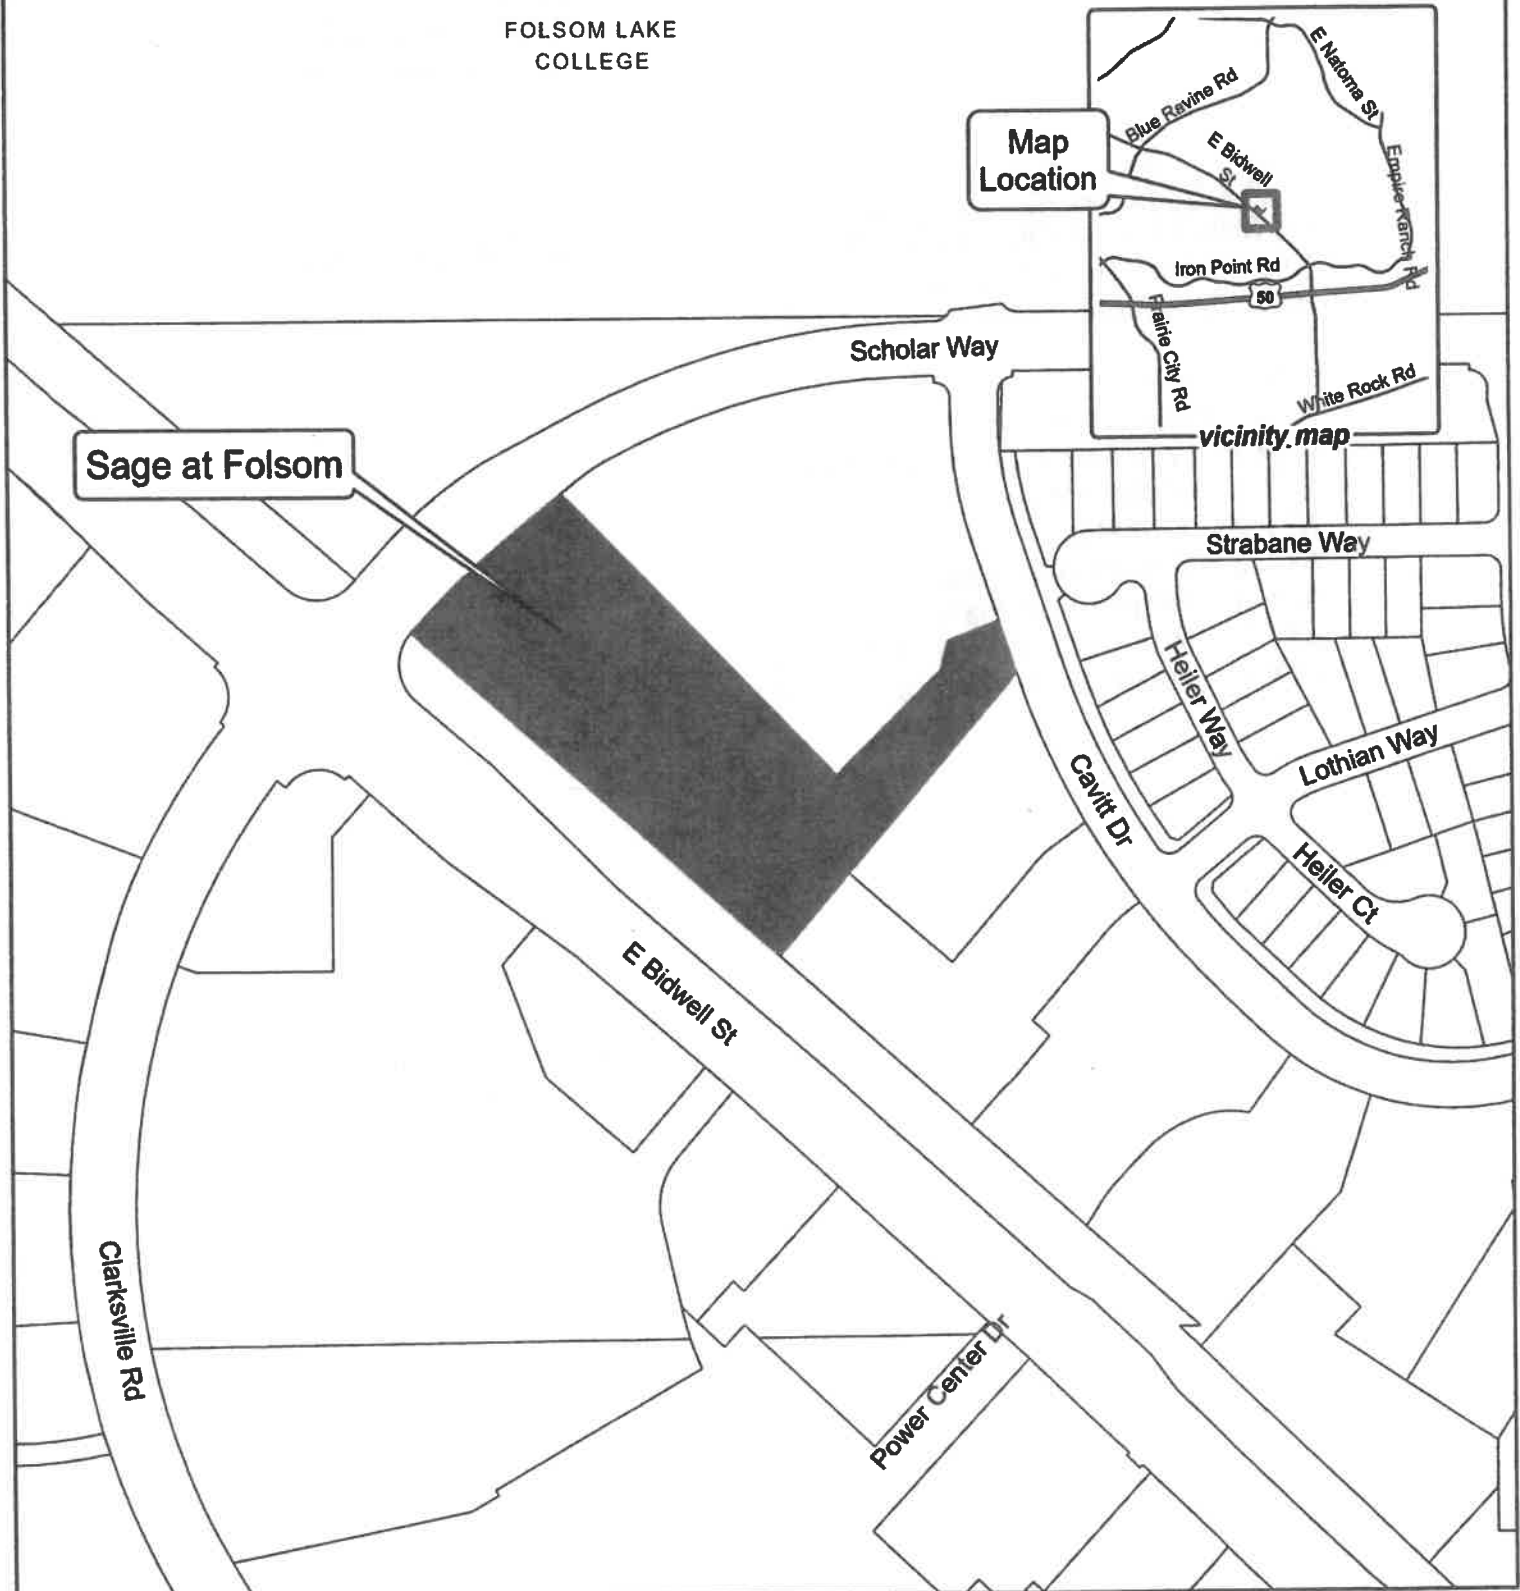 FOLSOM LAKE
COLLEGE
E Natoma St
Blue Ravine Rd
Map
Location
E Bidwell
St
Empire Ranch Rd
Iron Point Rd
50
Prairie City Rd
White Rock Rd
vicinity map
Scholar Way
Sage at Folsom
Strabane Way
Heiler Way
Lothian Way
Cavitt Dr
Heiler Ct
E Bidwell St
Clarksville Rd
Power Center Dr